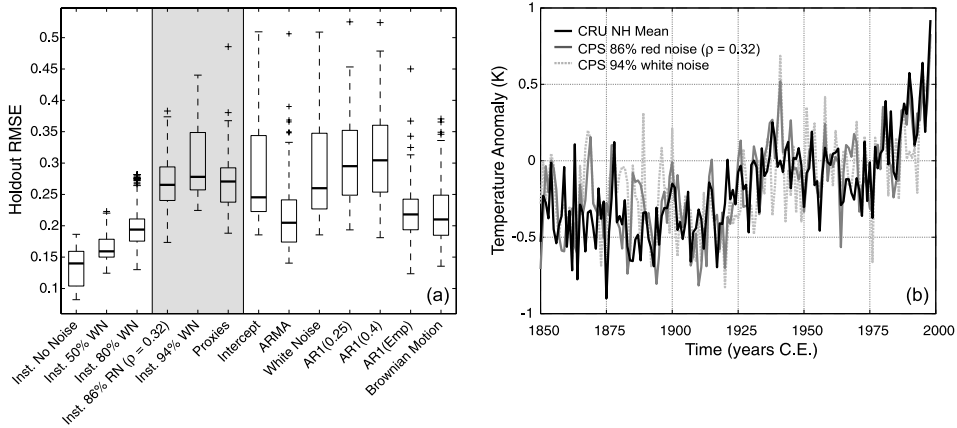 Holdout RMSE
0.5
0.45
0.4
0.35
0.3
0.25
0.2
0.15
0.1
(a)
Inst. No Noise
Inst. 50% WN
Inst. 80% WN
Inst. 86% RN (ρ = 0.32)
Inst. 94% WN
Proxies
Intercept
ARMA
White Noise
AR1(0.25)
AR1(0.4)
AR1(Emp)
Brownian Motion
Temperature Anomaly (K)
1
0.5
0
-0.5
-1
CRU NH Mean
CPS 86% red noise (ρ = 0.32)
CPS 94% white noise
(b)
1850 1875 1900 1925 1950 1975 2000
Time (years C.E.)